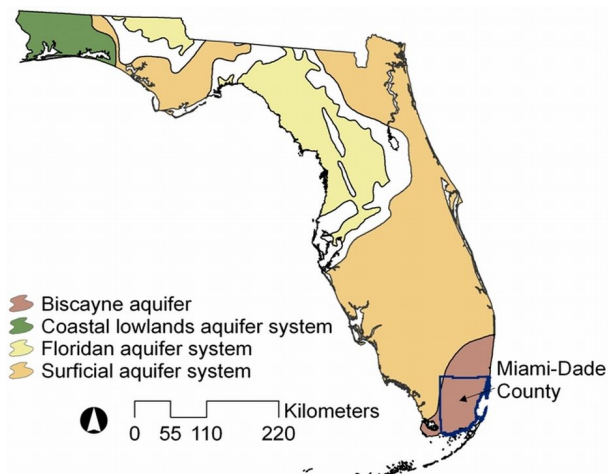 Biscayne aquifer
Coastal lowlands aquifer system
Floridan aquifer system
Surficial aquifer system
Miami-Dade
County
Kilometers
0 55 110 220